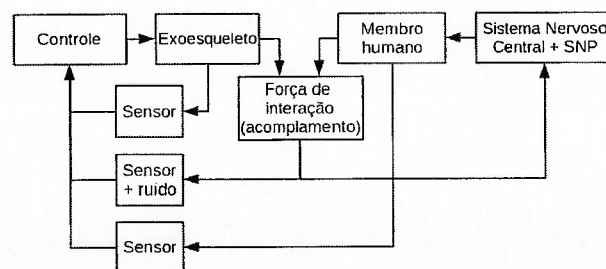 Controle
Exoesqueleto
Membro
humano
Sistema Nervoso
Central + SNP
Força de
interação
(acomplamento)
Sensor
Sensor
+ ruido
Sensor